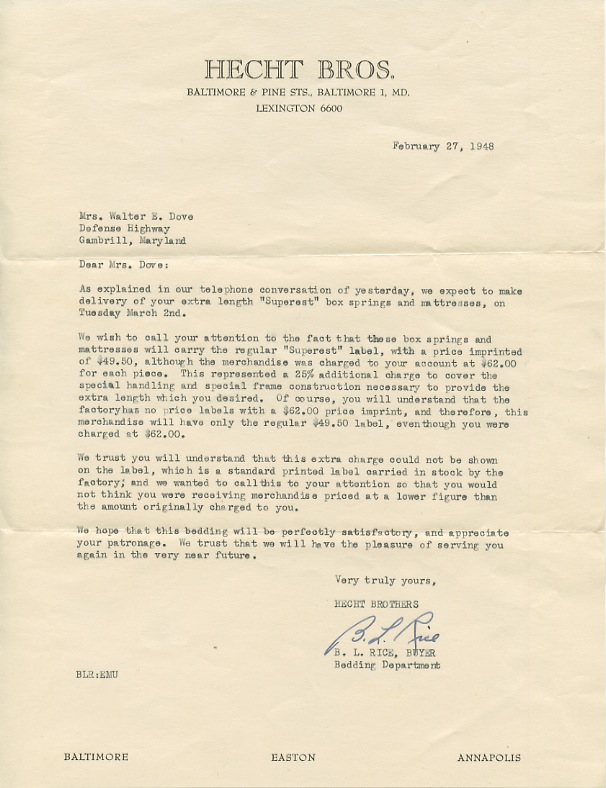 HECHT BROS.
BALTIMORE & PINE STS., BALTIMORE 1, MD.
LEXINGTON 6600
February 27, 1948
Mrs. Walter E. Dove
Defense Highway
Gambrill, Maryland
Dear Mrs. Dove:
As explained in our telephone conversation of yesterday, we expect to make
delivery of your extra length "Superest" box springs and mattresses, on
Tuesday March 2nd.
We wish to call your attention to the fact that these box springs and
mattresses will carry the regular "Superest" label, with a price imprinted
of $49.50, although the merchandise was charged to your account at $62.00
for each piece. This represented a 25% additional charge to cover the
special handling and special frame construction necessary to provide the
extra length which you desired. Of course, you will understand that the
factoryhas no price labels with a $62.00 price imprint, and therefore, this
merchandise will have only the regular $49.50 label, eventhough you were
charged at $62.00.
We trust you will understand that this extra charge could not be shown
on the label, which is a standard printed label carried in stock by the
factory; and we wanted to callthis to your attention so that you would
not think you were receiving merchandise priced at a lower figure than
the amount originally charged to you.
We hope that this bedding will be perfectly satisfactory, and appreciate
your patronage. We trust that we will have the pleasure of serving you
again in the very near future.
Very truly yours,
HECHT BROTHERS
B. L. Rice
B. L. RICE, BUYER
Bedding Department
BLR:EMU
BALTIMORE EASTON ANNAPOLIS